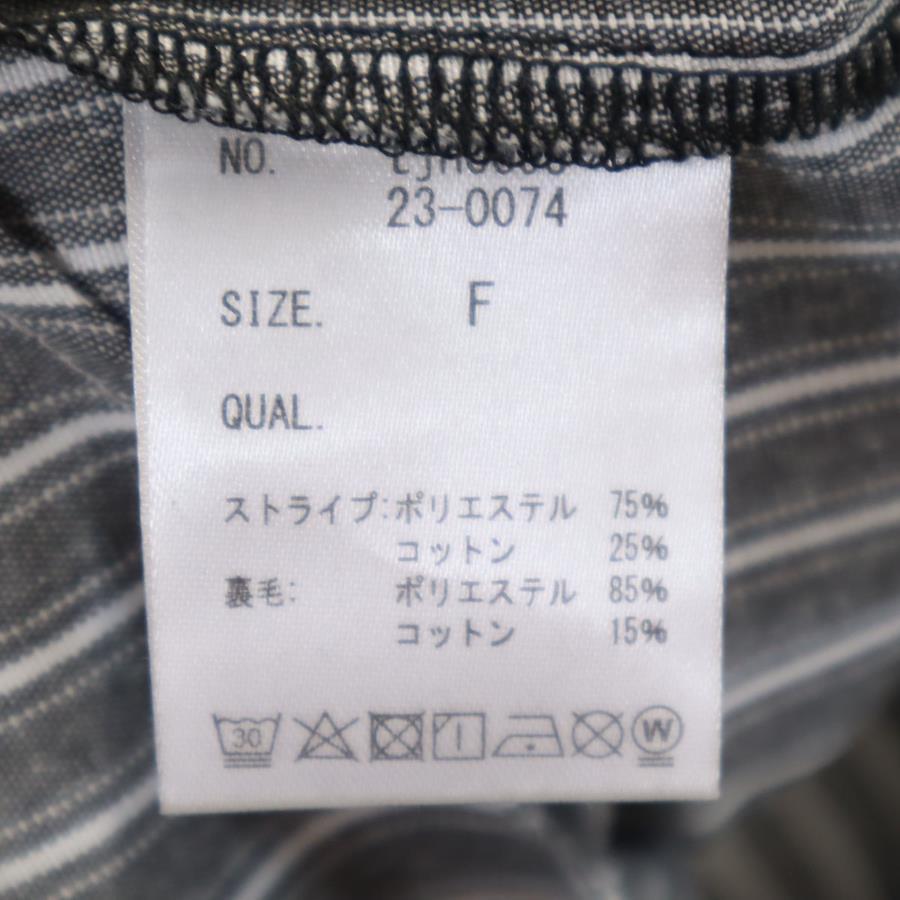 NO.
23-0074
SIZE. F
QUAL.
ストライプ:ポリエステル 75%
コットン 25%
裏毛: ポリエステル 85%
コットン 15%
30 W